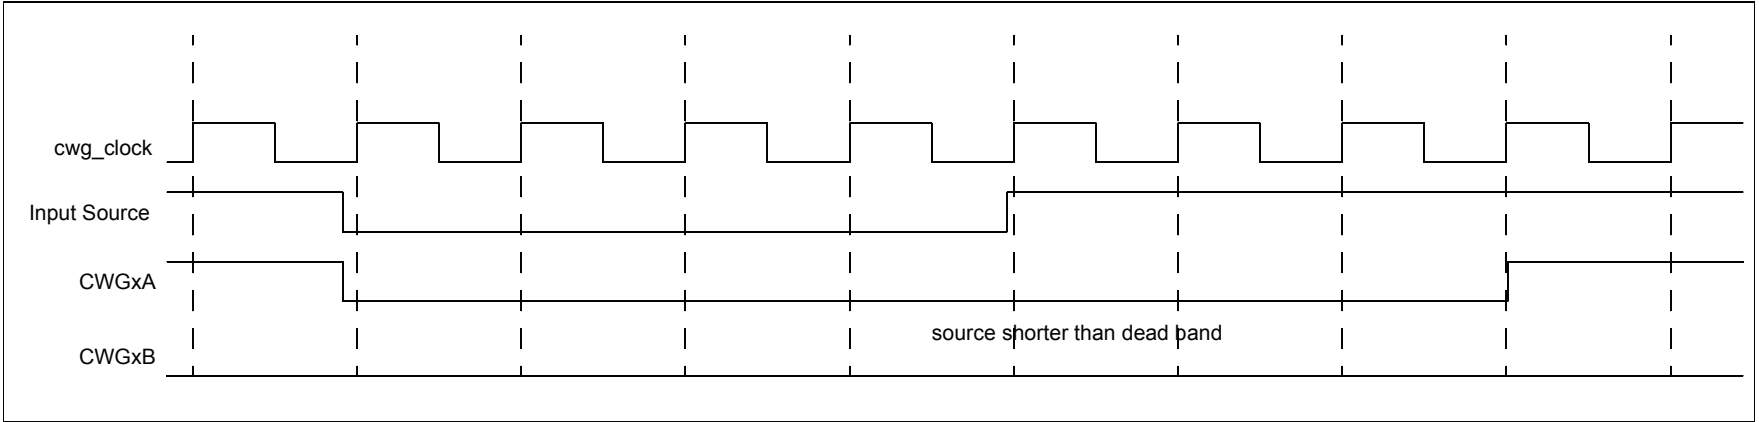 cwg_clock
Input Source
CWGxA
source shorter than dead band
CWGxB